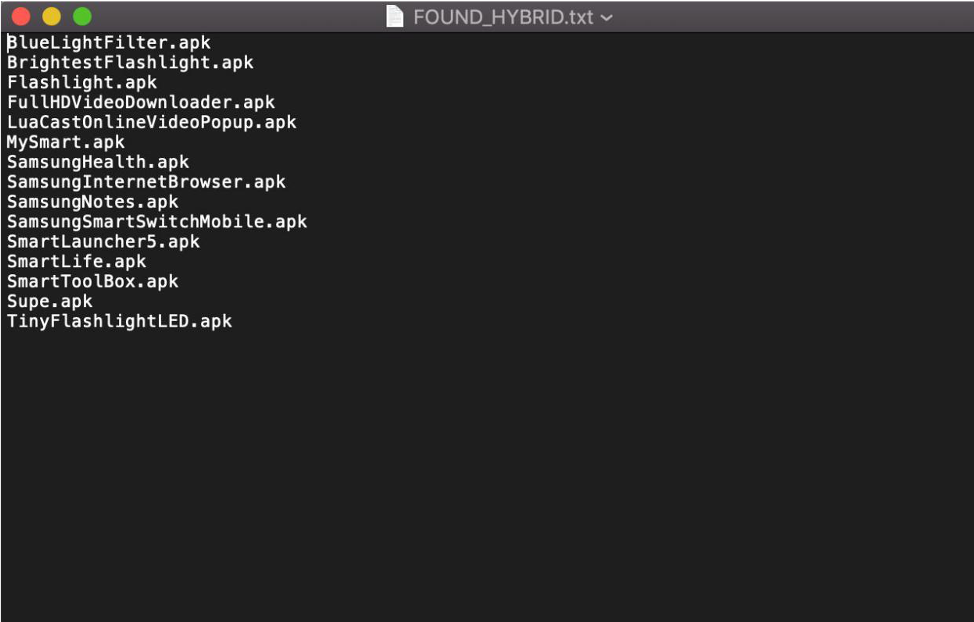 FOUND_HYBRID.txt
BlueLightFilter.apk
BrightestFlashlight.apk
Flashlight.apk
FullHDVideoDownloader.apk
LuaCastOnlineVideoPopup.apk
MySmart.apk
SamsungHealth.apk
SamsungInternetBrowser.apk
SamsungNotes.apk
SamsungSmartSwitchMobile.apk
SmartLauncher5.apk
SmartLife.apk
SmartToolBox.apk
Supe.apk
TinyFlashlightLED.apk